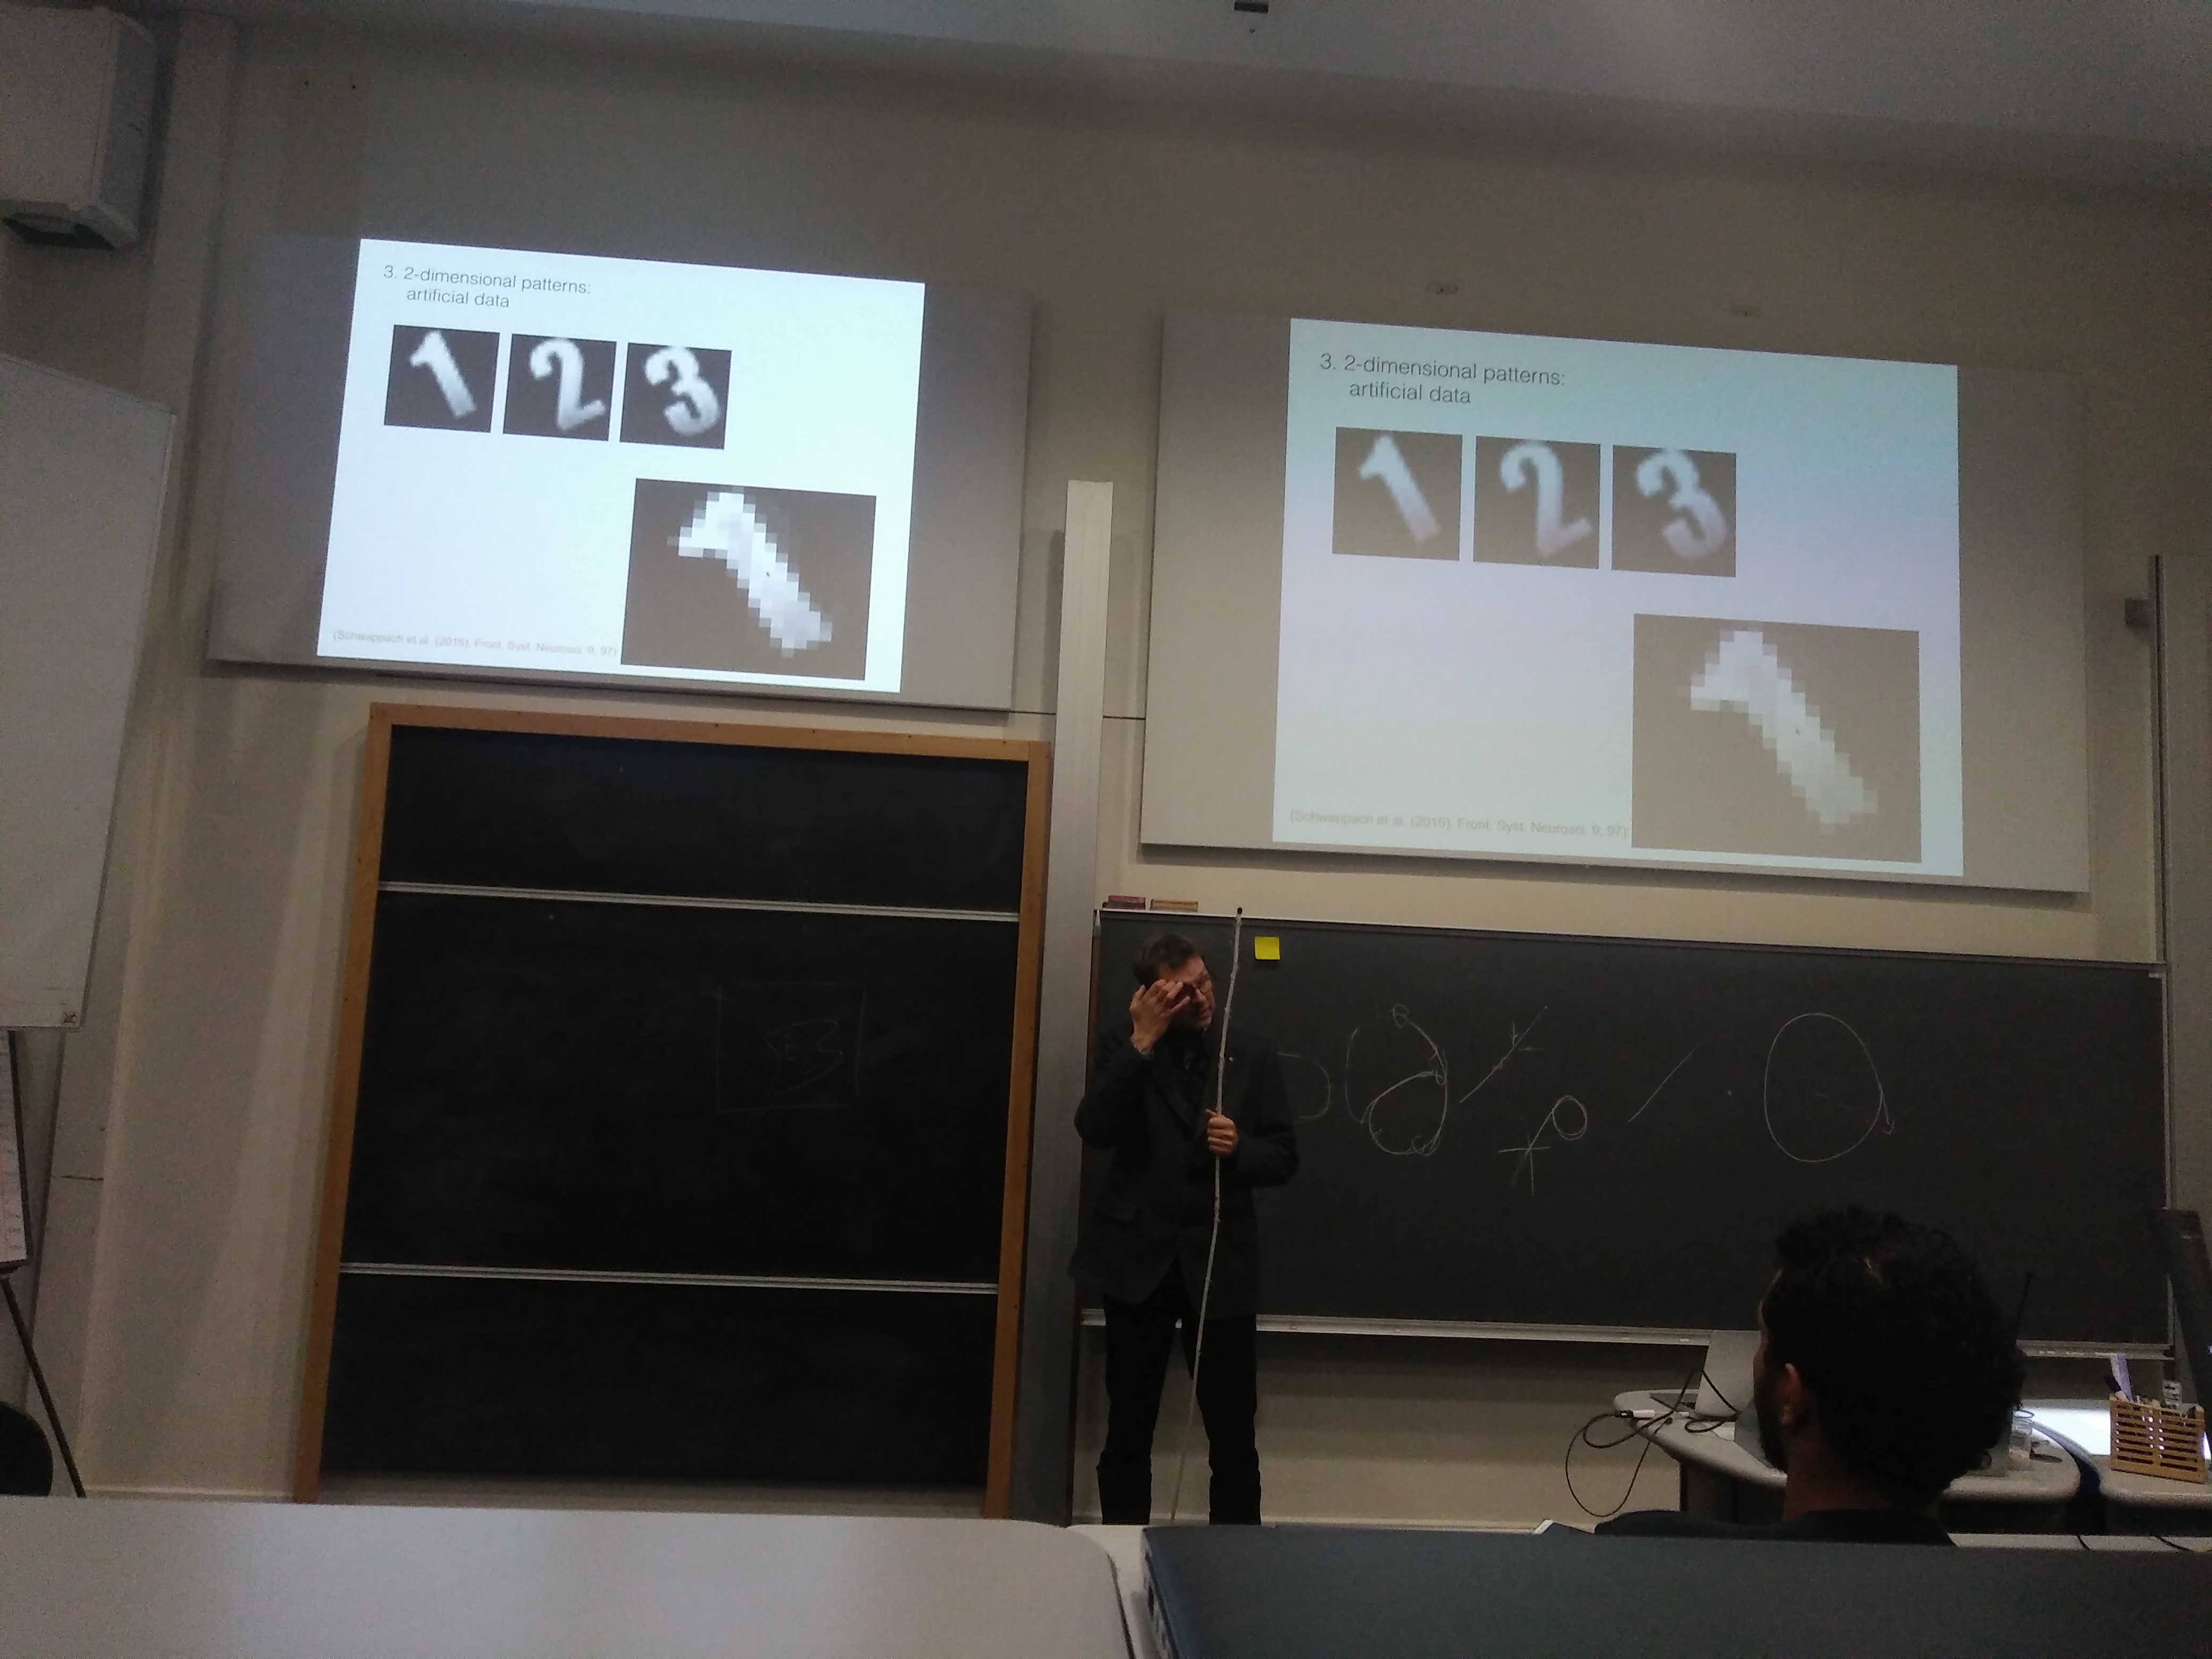 3. 2-dimensional patterns:
artificial data
1 2 3
(Schwappach et al. (2015), Front. Syst. Neurosci. 9, 97)
3. 2-dimensional patterns:
artificial data
1 2 3
(Schwappach et al. (2015), Front. Syst. Neurosci. 9, 97)